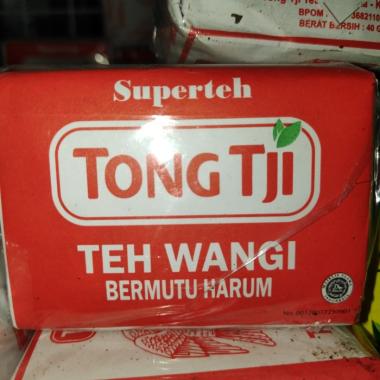 BPOM
BERAT BERSIH : 40 G
Superteh
TONG TJI
TEH WANGI
BERMUTU HARUM